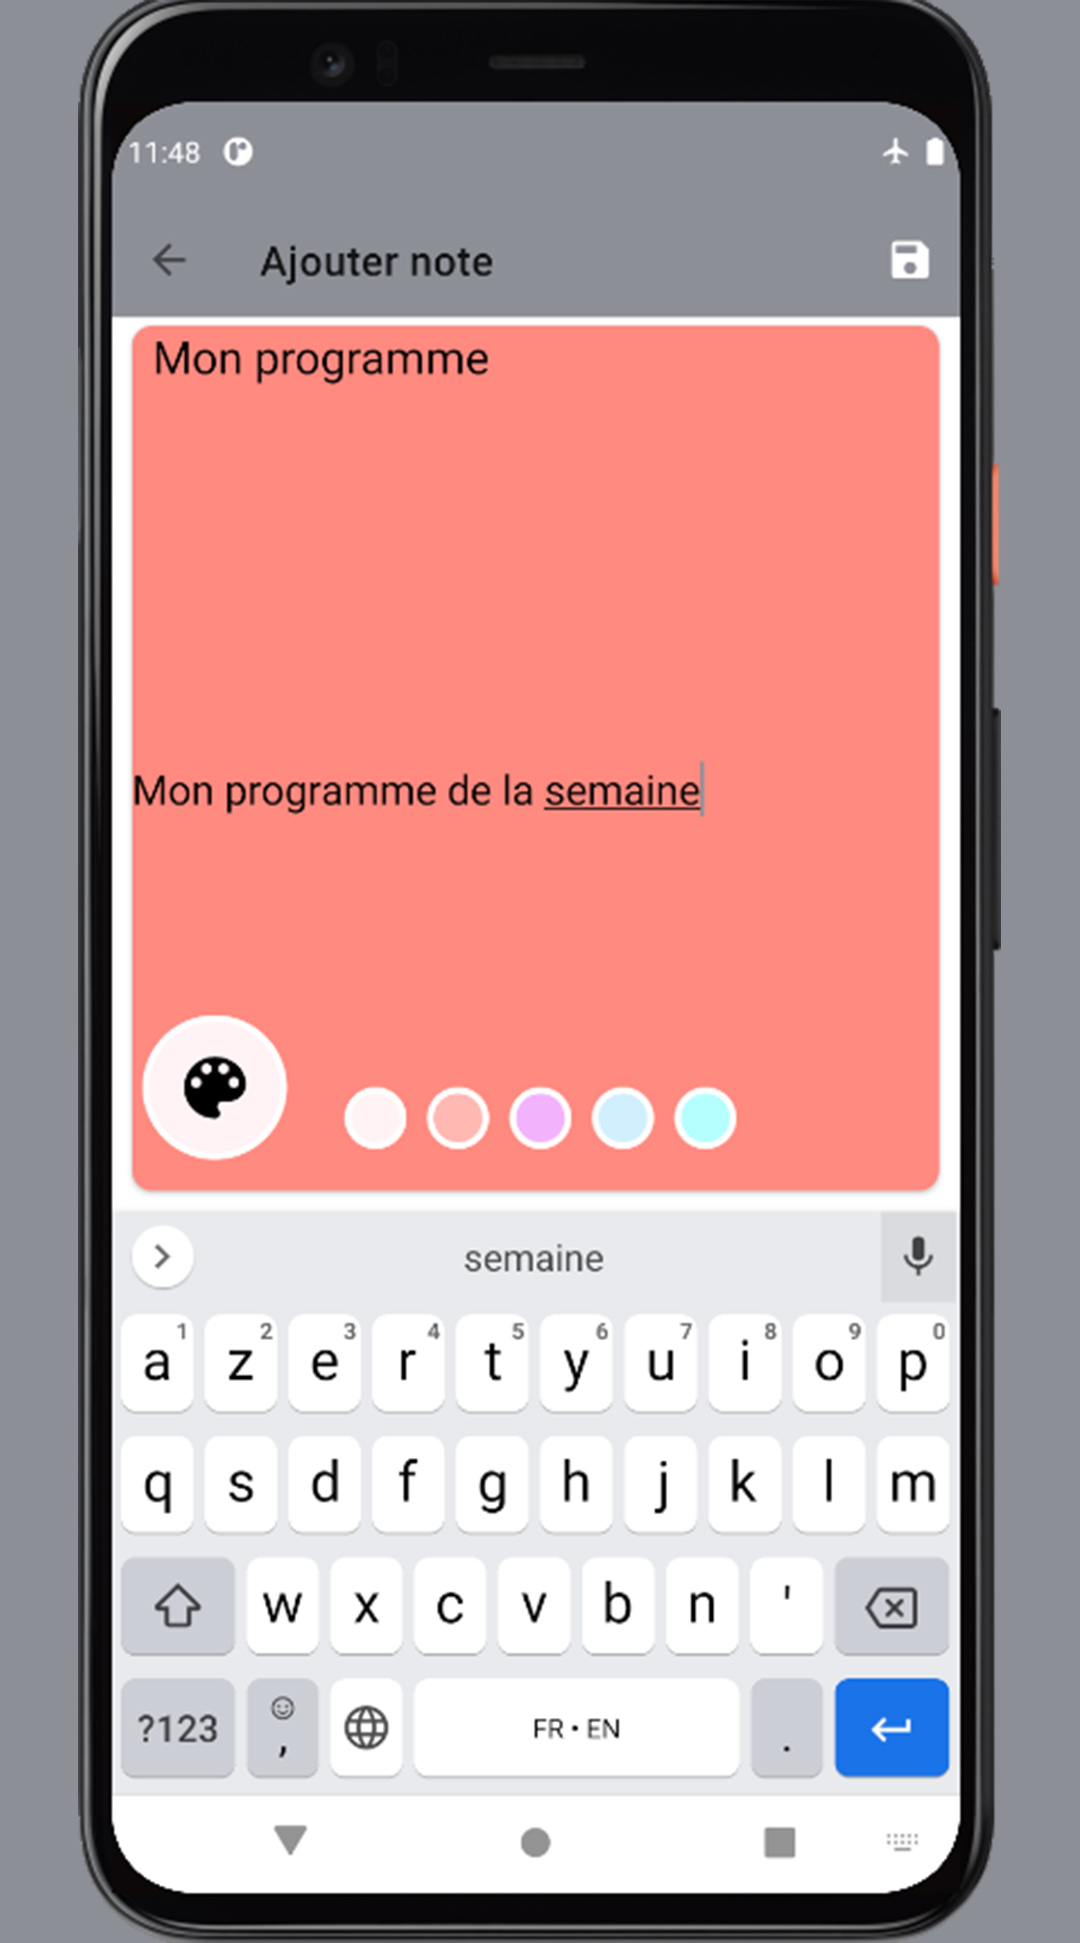 11:48
Ajouter note
Mon programme
Mon programme de la semaine
semaine
a 1 z 2 e 3 r 4 t 5 y 6 u 7 i 8 o 9 p 0
q s d f g h j k l m
w x c v b n '
?123 , FR • EN .